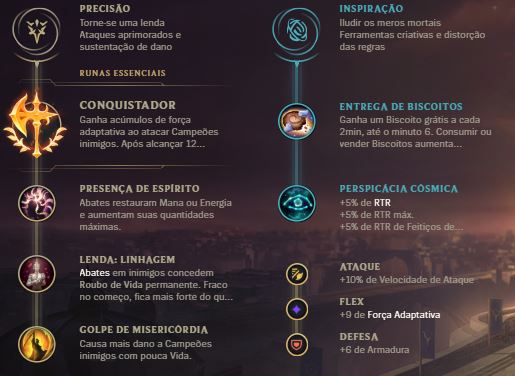 PRECISÃO
Torne-se uma lenda
Ataques aprimorados e
sustentação de dano
RUNAS ESSENCIAIS
CONQUISTADOR
Ganha acúmulos de força
adaptativa ao atacar Campeões
inimigos. Após alcançar 12...
PRESENÇA DE ESPÍRITO
Abates restauram Mana ou Energia
e aumentam suas quantidades
máximas.
LENDA: LINHAGEM
Abates em inimigos concedem
Roubo de Vida permanente. Fraco
no começo, fica mais forte do qu...
GOLPE DE MISERICÓRDIA
Causa mais dano a Campeões
inimigos com pouca Vida.
INSPIRAÇÃO
Iludir os meros mortais
Ferramentas criativas e distorção
das regras
ENTREGA DE BISCOITOS
Ganha um Biscoito grátis a cada
2min, até o minuto 6. Consumir ou
vender Biscoitos aumenta...
PERSPICÁCIA CÓSMICA
+5% de RTR
+5% de RTR máx.
+5% de RTR de Feitiços de...
ATAQUE
+10% de Velocidade de Ataque
FLEX
+9 de Força Adaptativa
DEFESA
+6 de Armadura